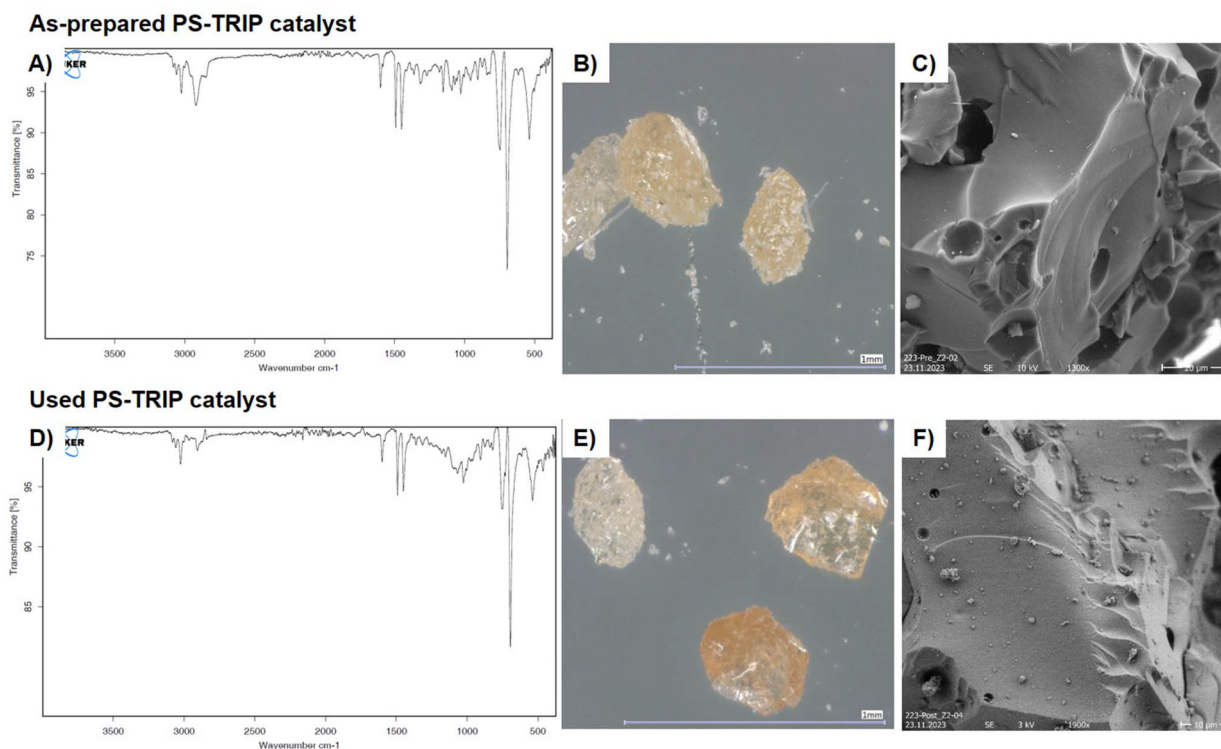 As-prepared PS-TRIP catalyst
A)
KER
Transmittance [%]
95
90
85
80
75
3500
3000
2500
2000
1500
1000
500
Wavenumber cm-1
B)
1mm
C)
223-Pre_Z2-02
23.11.2023 SE 10 kV 1300x 20 µm
Used PS-TRIP catalyst
D)
KER
Transmittance [%]
95
90
85
3500
3000
2500
2000
1500
1000
500
Wavenumber cm-1
E)
1mm
F)
223-Post_Z2-04
23.11.2023 SE 3 kV 1900x 10 µm